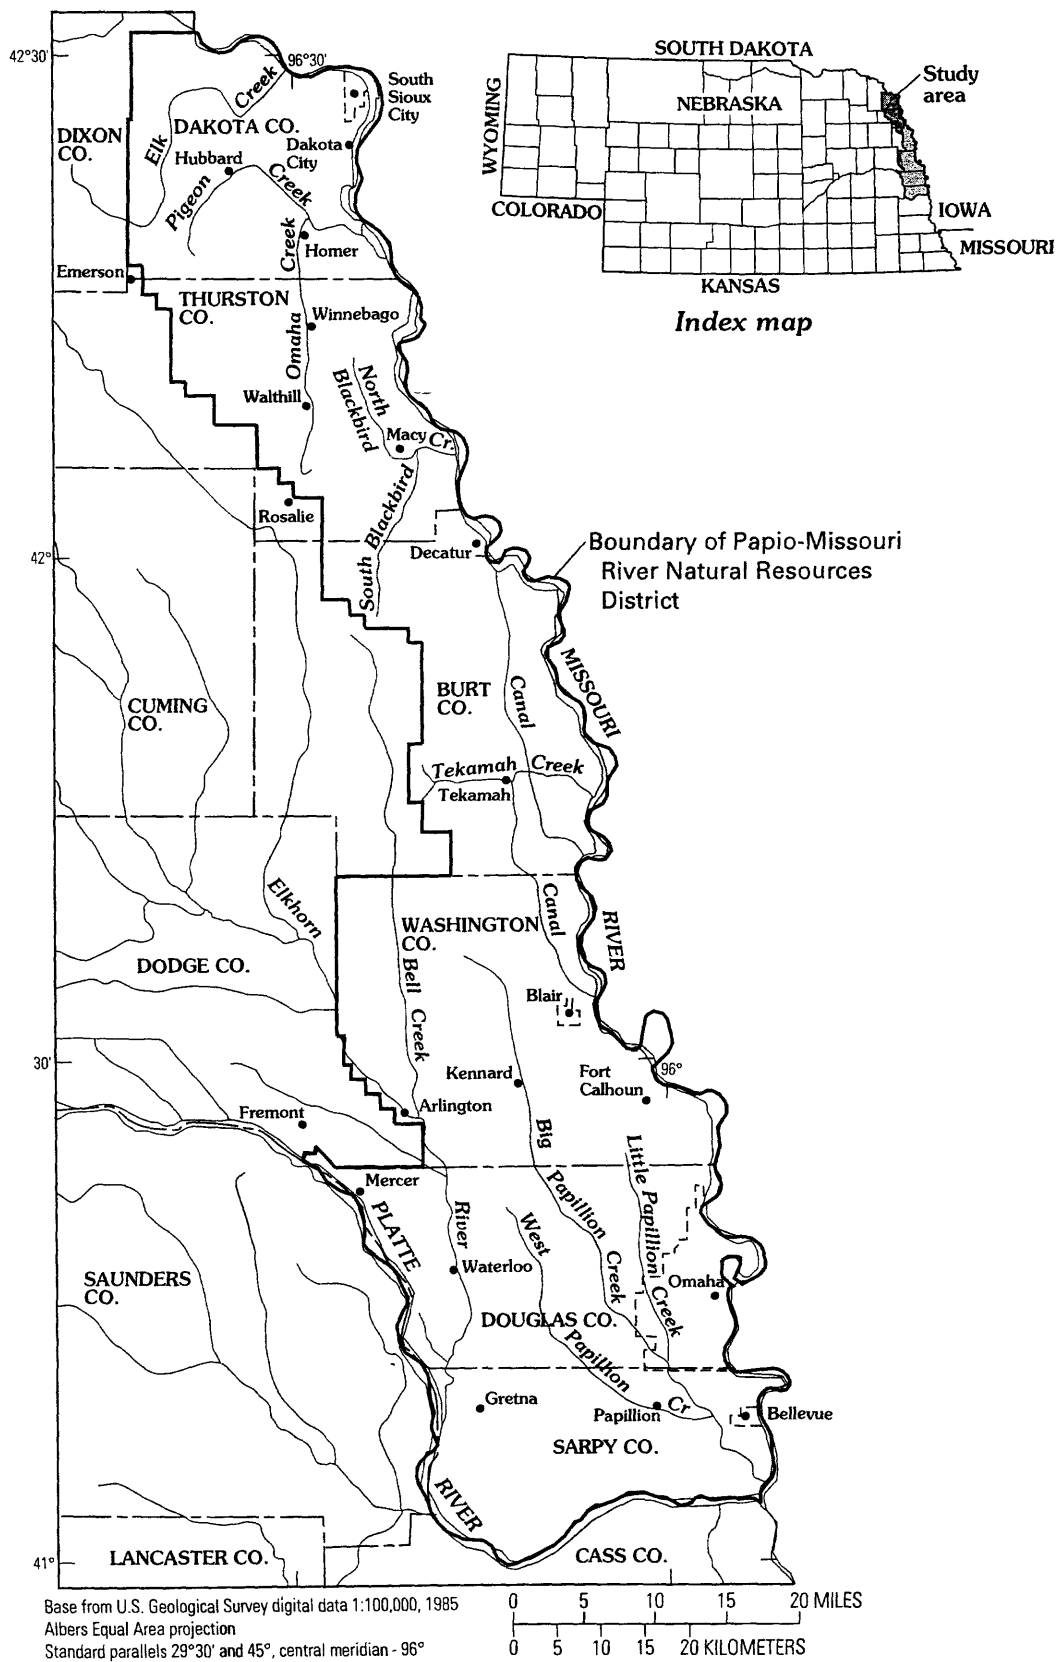 42°30'
96°30'
South
Sioux
City
Creek
DIXON
CO.
DAKOTA CO.
Elk
Hubbard
Dakota
City
Pigeon
Creek
Creek
Homer
Emerson
THURSTON
CO.
Omaha
Winnebago
Walthill
North
Blackbird
Macy
Cr.
Rosalie
South Blackbird
Decatur
42°
Boundary of Papio-Missouri
River Natural Resources
District
MISSOURI
CUMING
CO.
BURT
CO.
Canal
Tekamah
Creek
Tekamah
Elkhorn
Canal
WASHINGTON
CO.
RIVER
DODGE CO.
Bell
Creek
Blair
30'
96°
Kennard
Fort
Calhoun
Fremont
Arlington
Big
Little Papillion Creek
Mercer
Papillion
Creek
PLATTE
River
West
Waterloo
SAUNDERS
CO.
Omaha
DOUGLAS CO.
Papillion
Cr
Gretna
Papillion
Bellevue
SARPY CO.
RIVER
41°
LANCASTER CO.
CASS CO.
SOUTH DAKOTA
WYOMING
NEBRASKA
Study
area
COLORADO
IOWA
MISSOURI
KANSAS
Index map
Base from U.S. Geological Survey digital data 1:100,000, 1985
Albers Equal Area projection
Standard parallels 29°30' and 45°, central meridian - 96°
0 5 10 15 20 MILES
0 5 10 15 20 KILOMETERS